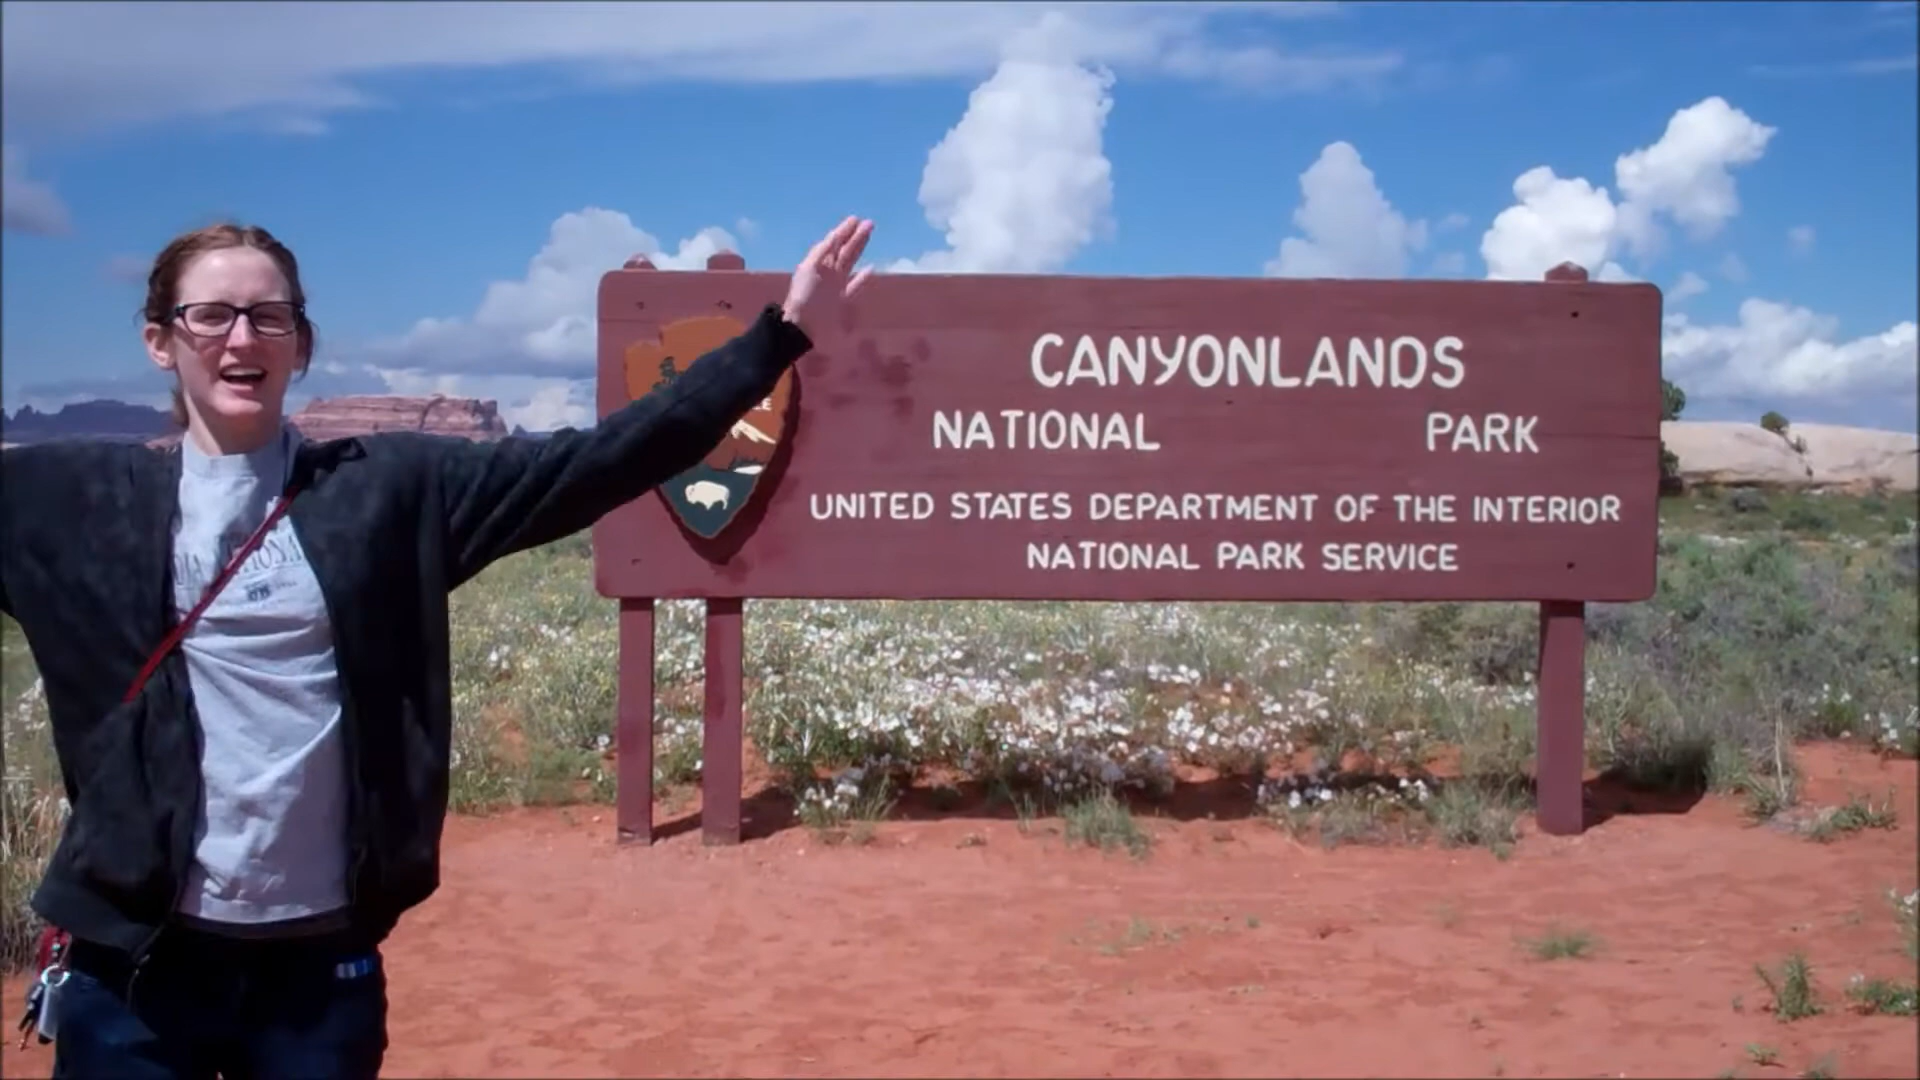 CANYONLANDS
NATIONAL PARK
UNITED STATES DEPARTMENT OF THE INTERIOR
NATIONAL PARK SERVICE